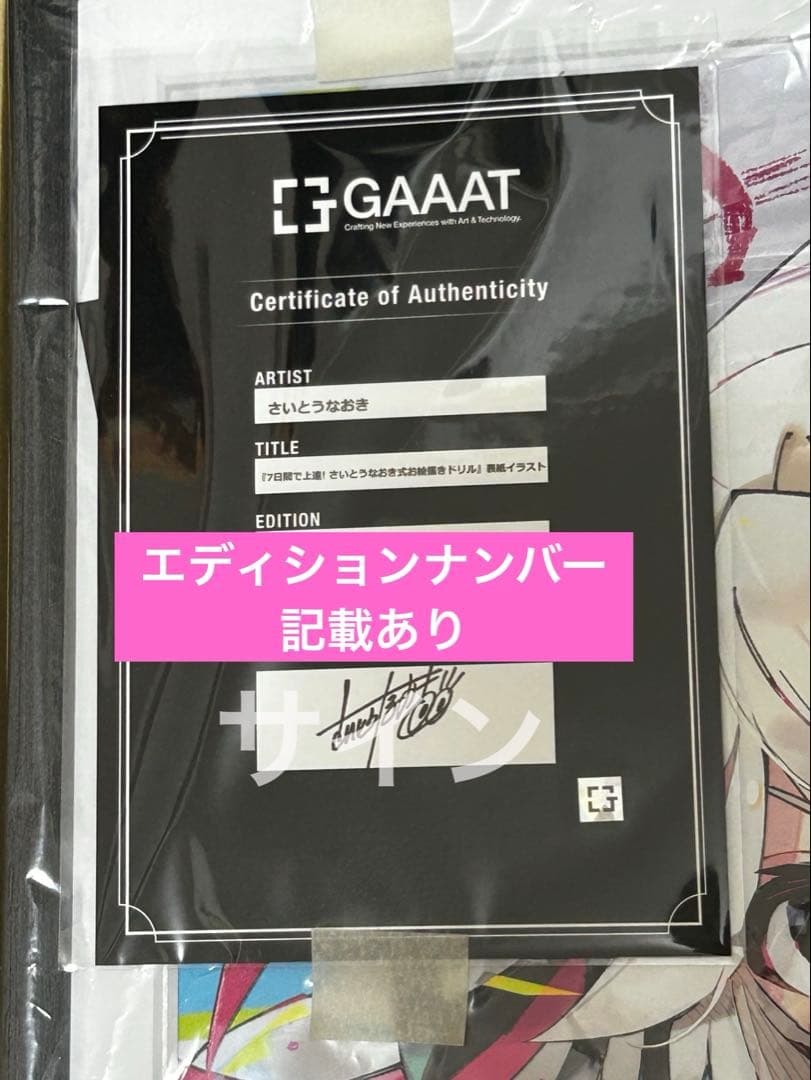 GAAAT
Crafting New Experiences with Art & Technology.
Certificate of Authenticity
ARTIST
さいとうなおき
TITLE
『7日間で上達! さいとうなおき式お絵描きドリル』表紙イラスト
EDITION
エディションナンバー
記載あり
サイン